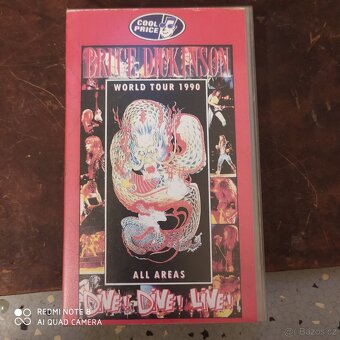 COOL
PRICE
BRUCE DICKINSON
WORLD TOUR 1990
ALL AREAS
DIVE! DIVE! LIVE!
REDMI NOTE 8
AI QUAD CAMERA
Bazos.cz